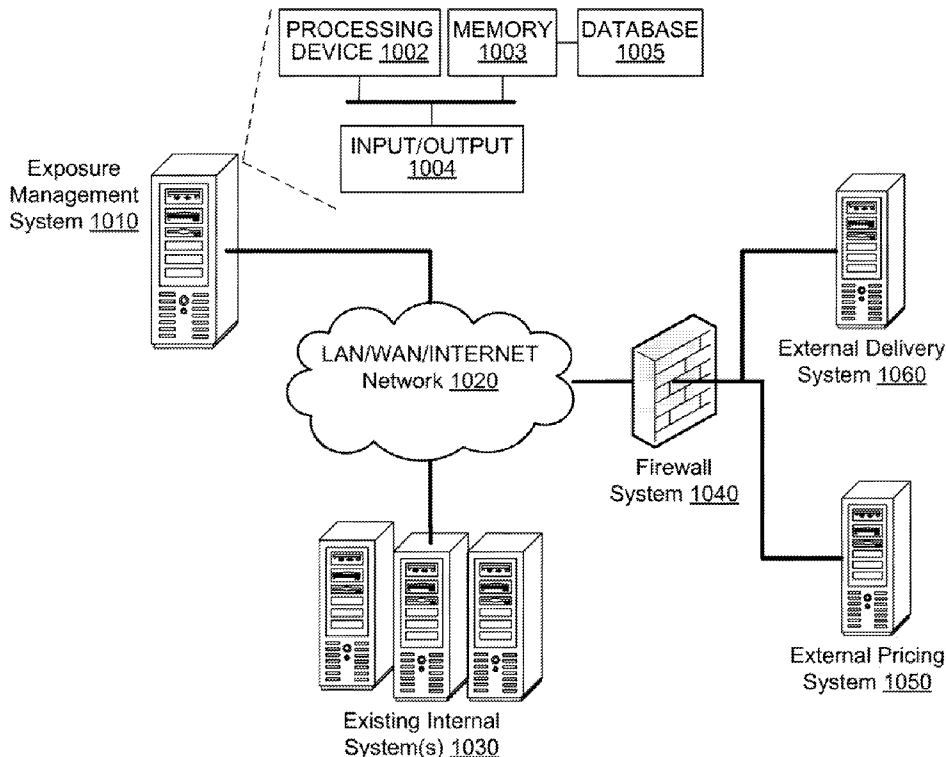 PROCESSING
DEVICE 1002
MEMORY
1003
DATABASE
1005
INPUT/OUTPUT
1004
Exposure
Management
System 1010
LAN/WAN/INTERNET
Network 1020
External Delivery
System 1060
Firewall
System 1040
External Pricing
System 1050
Existing Internal
System(s) 1030